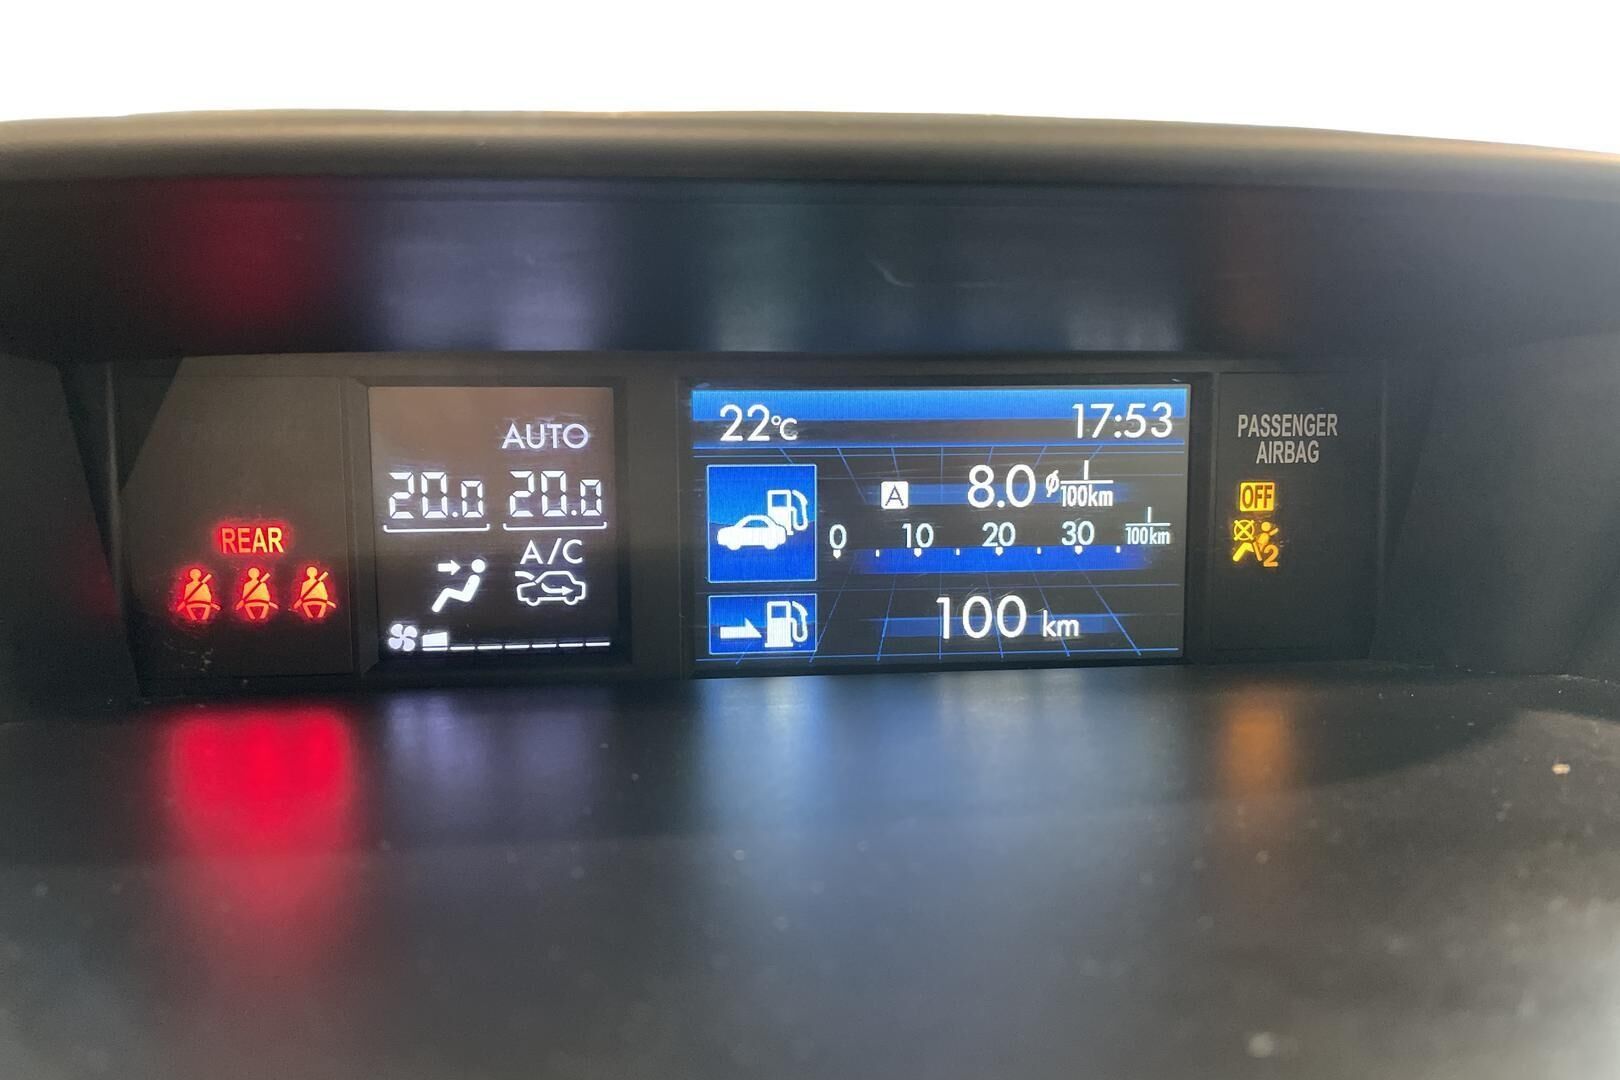 REAR
AUTO
20.0 20.0
A/C
22°C 17:53
A 8.0 ø l/100km
0 10 20 30 l/100km
100 km
PASSENGER
AIRBAG
OFF
2